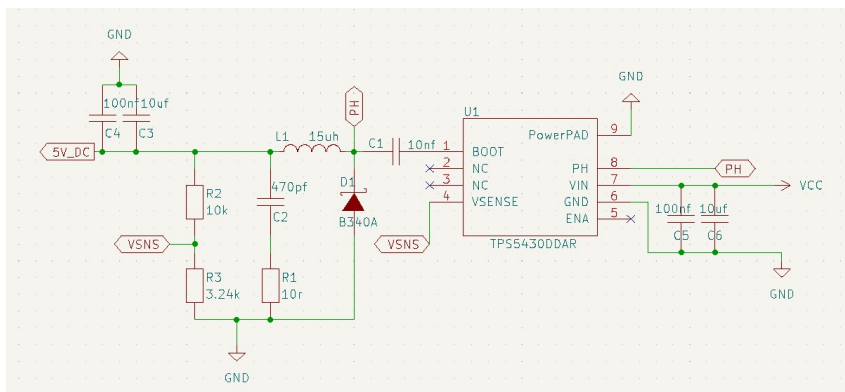 GND
100nf
10uf
C4
C3
5V_DC
L1
15uh
PH
C1
10nf
R2
10k
470pf
C2
D1
B340A
VSNS
R3
3.24k
R1
10r
GND
VSNS
U1
GND
PowerPAD
9
1
BOOT
PH
8
PH
2
NC
VIN
7
VCC
3
NC
GND
6
4
VSENSE
ENA
5
TPS5430DDAR
100nf
10uf
C5
C6
GND